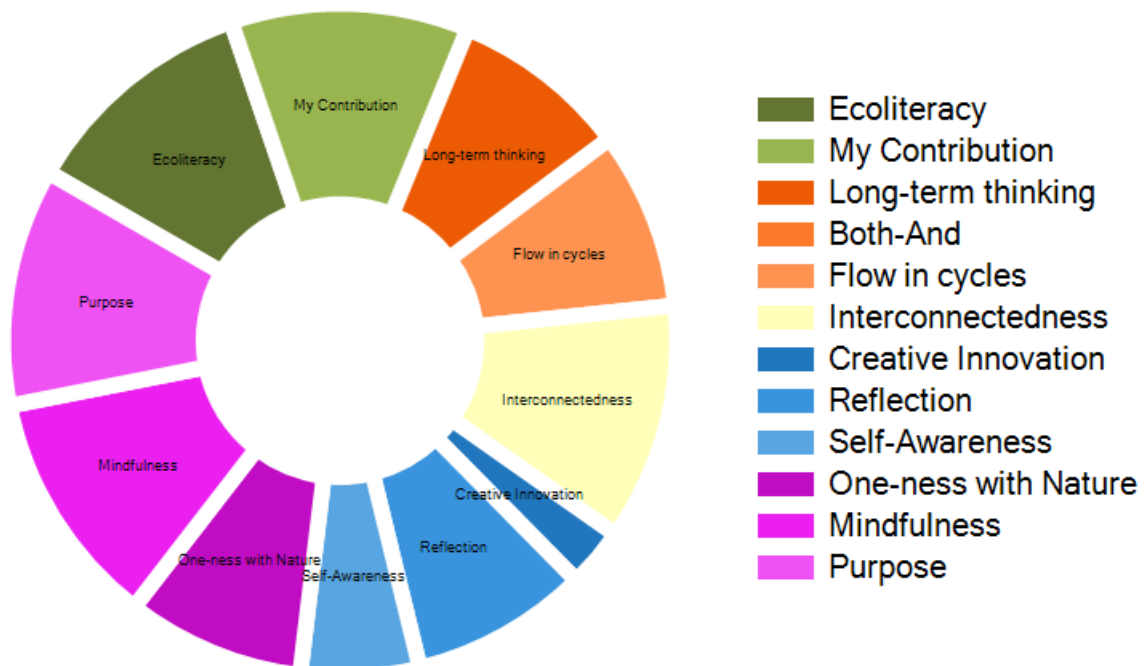 My Contribution
Long-term thinking
Ecoliteracy
Flow in cycles
Purpose
Interconnectedness
Mindfulness
Creative Innovation
Reflection
One-ness with Nature
Self-Awareness
Ecoliteracy
My Contribution
Long-term thinking
Both-And
Flow in cycles
Interconnectedness
Creative Innovation
Reflection
Self-Awareness
One-ness with Nature
Mindfulness
Purpose